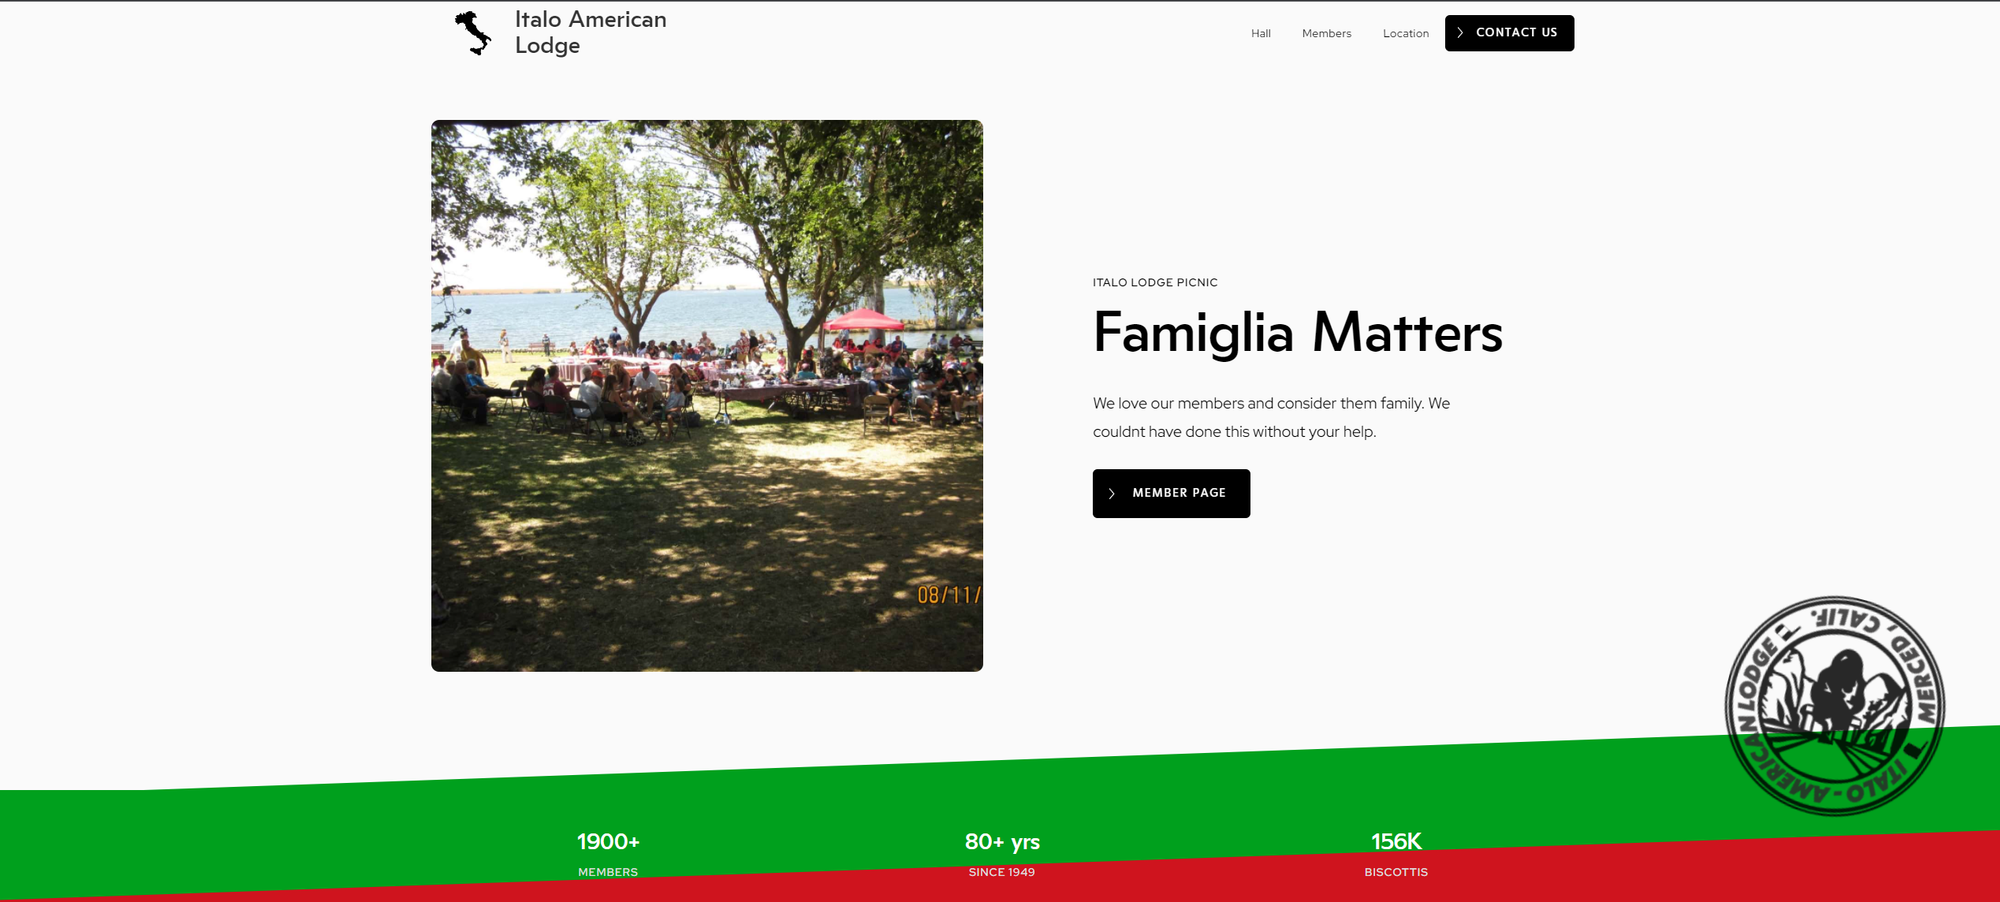 Italo American
Lodge
Hall
Members
Location
CONTACT US
08/11/
ITALO LODGE PICNIC
Famiglia Matters
We love our members and consider them family. We
couldnt have done this without your help.
MEMBER PAGE
ITALO-AMERICAN LODGE
MERCED, CALIF.
1900+
MEMBERS
80+ yrs
SINCE 1949
156K
BISCOTTIS